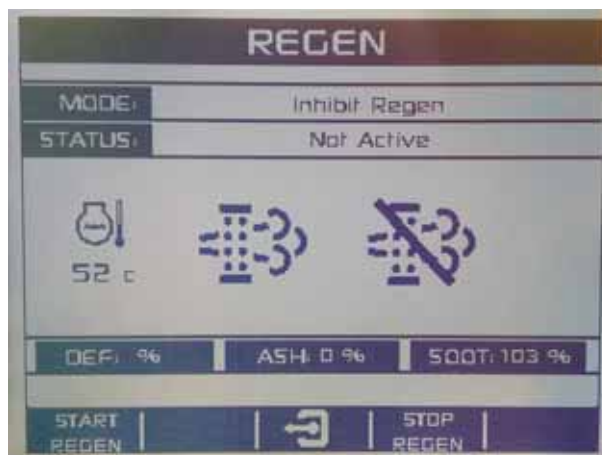 REGEN
MODE: Inhibit Regen
STATUS: Not Active
52 c
DEF: % ASH: 0 % SOOT: 103 %
START REGEN STOP REGEN